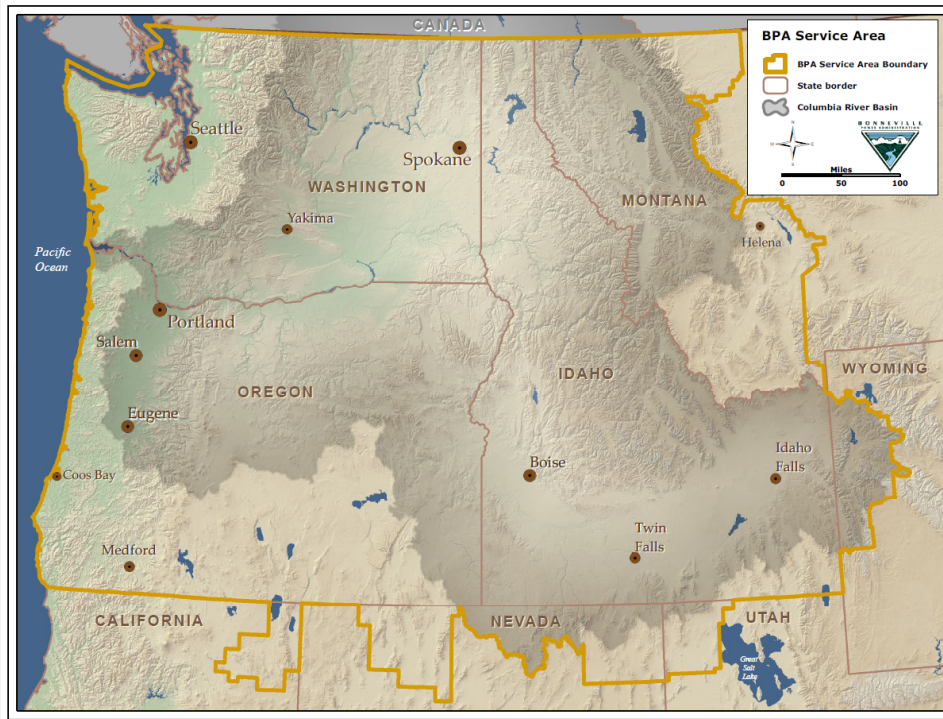 CANADA
BPA Service Area
BPA Service Area Boundary
State border
Columbia River Basin
BONNEVILLE
POWER ADMINISTRATION
N
W
E
S
Miles
0 50 100
Seattle
Spokane
WASHINGTON
MONTANA
Yakima
Helena
Pacific
Ocean
Portland
Salem
WYOMING
IDAHO
OREGON
Eugene
Idaho
Falls
Boise
Coos Bay
Twin
Falls
Medford
CALIFORNIA
NEVADA
UTAH
Great
Salt
Lake